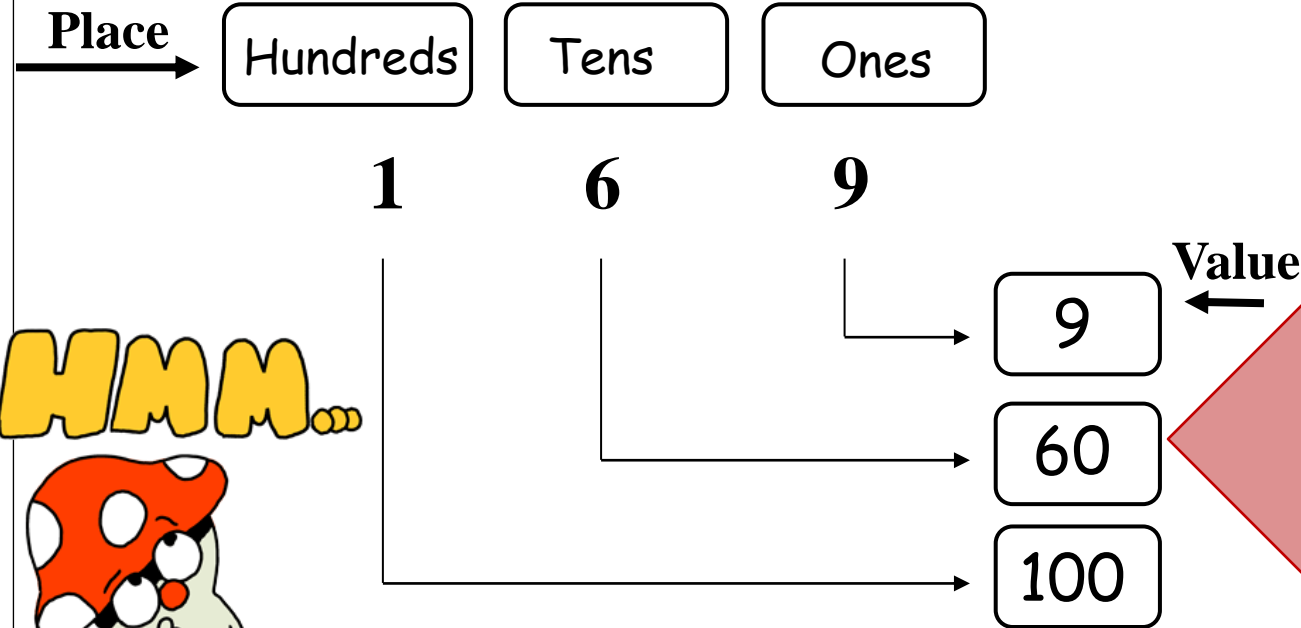 Place
Hundreds Tens Ones
1 6 9
Value
9
HMM...
60
100